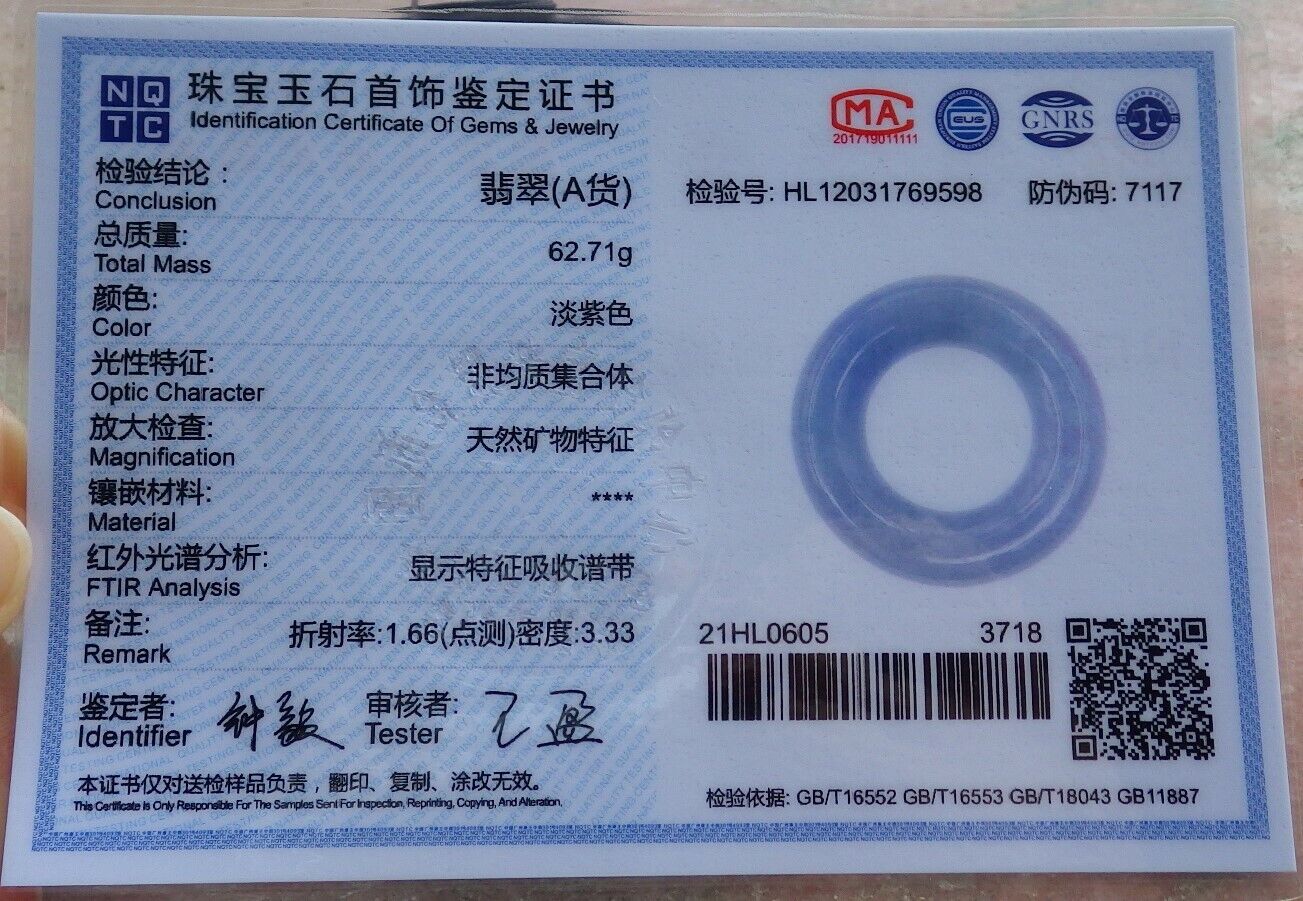 NQ
TC
珠宝玉石首饰鉴定证书
Identification Certificate Of Gems & Jewelry
检验结论：
Conclusion
翡翠(A货)
总质量:
Total Mass
62.71g
颜色:
Color
淡紫色
光性特征:
Optic Character
非均质集合体
放大检查:
Magnification
天然矿物特征
镶嵌材料:
Material
****
红外光谱分析:
FTIR Analysis
显示特征吸收谱带
备注:
Remark
折射率:1.66(点测)密度:3.33
鉴定者:
Identifier
审核者:
Tester
本证书仅对送检样品负责，翻印、复制、涂改无效。
This Certificate Is Only Responsible For The Samples Sent For Inspection, Reprinting, Copying, And Alteration.
MA
201719011111
GNRS
检验号: HL12031769598 防伪码: 7117
21HL0605 3718
检验依据: GB/T16552 GB/T16553 GB/T18043 GB11887